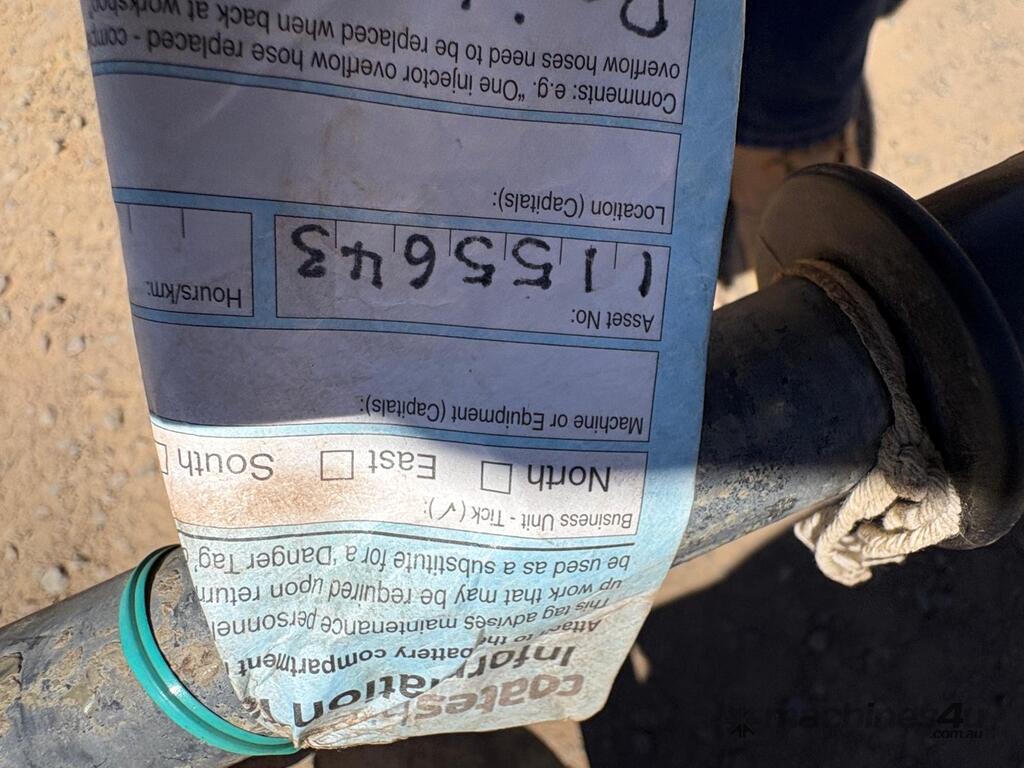 coates
Information
Attach to the battery compartment
This tag advises maintenance personnel
up work that may be required upon return
be used as a substitute for a 'Danger Tag
Business Unit - Tick (✓):
North East South
Machine or Equipment (Capitals):
Asset No: Hours/km:
1155643
Location (Capitals):
Comments: e.g. "One injector overflow hose replaced - comp
overflow hoses need to be replaced when back at workshop
machines4u
.com.au